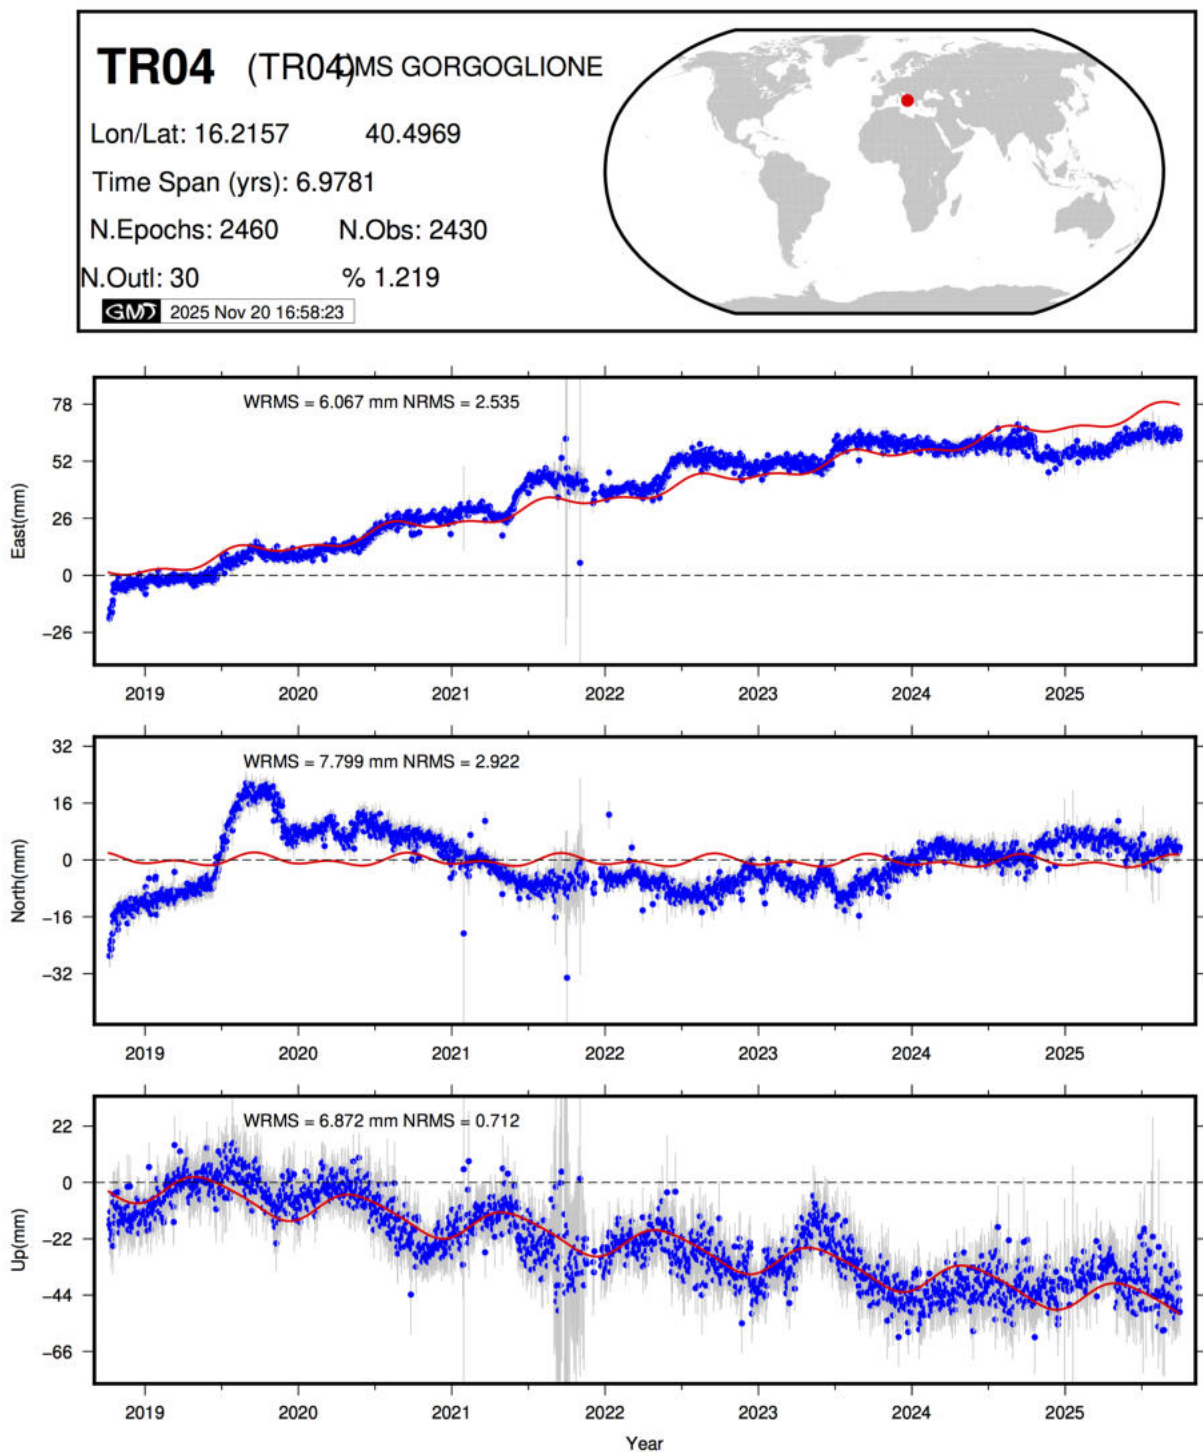 TR04 (TR04) OMS GORGOGLIONE
Lon/Lat: 16.2157 40.4969
Time Span (yrs): 6.9781
N.Epochs: 2460 N.Obs: 2430
N.Outl: 30 % 1.219
GMT 2025 Nov 20 16:58:23
WRMS = 6.067 mm NRMS = 2.535
78
52
26
0
−26
East(mm)
2019 2020 2021 2022 2023 2024 2025
WRMS = 7.799 mm NRMS = 2.922
32
16
0
−16
−32
North(mm)
2019 2020 2021 2022 2023 2024 2025
WRMS = 6.872 mm NRMS = 0.712
22
0
−22
−44
−66
Up(mm)
2019 2020 2021 2022 2023 2024 2025
Year